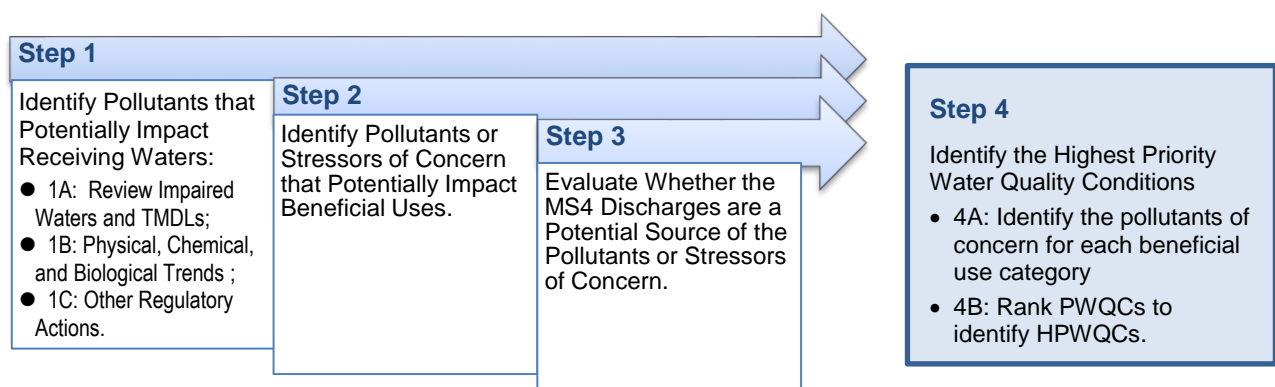 Step 1
Identify Pollutants that
Potentially Impact
Receiving Waters:
● 1A: Review Impaired
Waters and TMDLs;
● 1B: Physical, Chemical,
and Biological Trends ;
● 1C: Other Regulatory
Actions.
Step 2
Identify Pollutants or
Stressors of Concern
that Potentially Impact
Beneficial Uses.
Step 3
Evaluate Whether the
MS4 Discharges are a
Potential Source of the
Pollutants or Stressors
of Concern.
Step 4
Identify the Highest Priority
Water Quality Conditions
• 4A: Identify the pollutants of
concern for each beneficial
use category
• 4B: Rank PWQCs to
identify HPWQCs.